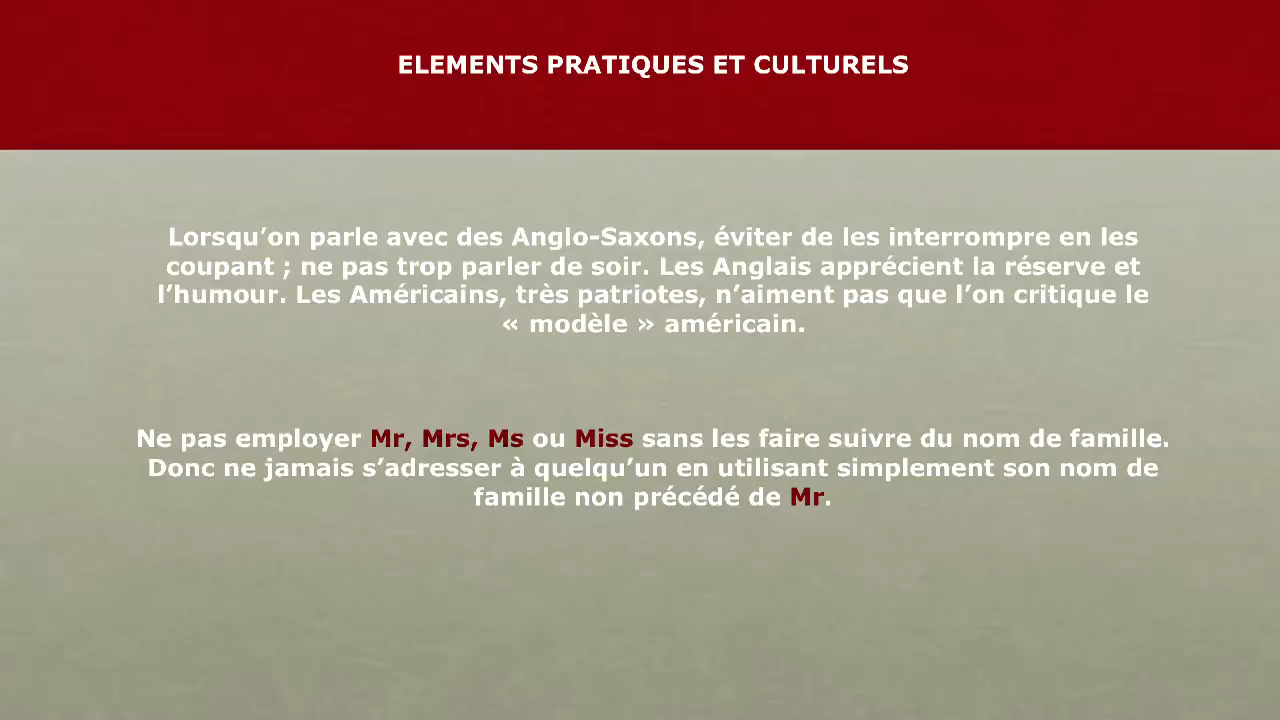 ELEMENTS PRATIQUES ET CULTURELS
Lorsqu’on parle avec des Anglo-Saxons, éviter de les interrompre en les
coupant ; ne pas trop parler de soir. Les Anglais apprécient la réserve et
l’humour. Les Américains, très patriotes, n’aiment pas que l’on critique le
« modèle » américain.
Ne pas employer Mr, Mrs, Ms ou Miss sans les faire suivre du nom de famille.
Donc ne jamais s’adresser à quelqu’un en utilisant simplement son nom de
famille non précédé de Mr.